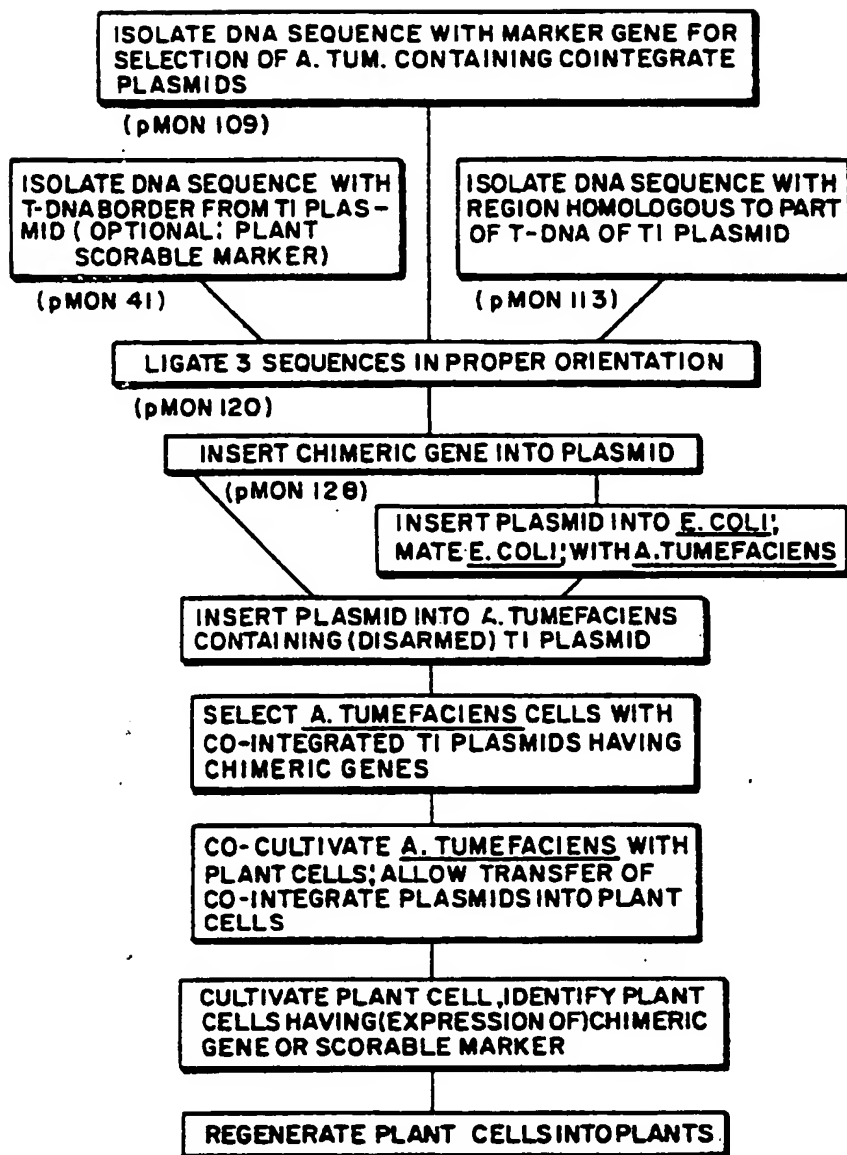 ISOLATE DNA SEQUENCE WITH MARKER GENE FOR
SELECTION OF A. TUM. CONTAINING COINTEGRATE
PLASMIDS
(pMON 109)
ISOLATE DNA SEQUENCE WITH
T-DNA BORDER FROM TI PLAS-
MID (OPTIONAL: PLANT
SCORABLE MARKER)
(pMON 41)
ISOLATE DNA SEQUENCE WITH
REGION HOMOLOGOUS TO PART
OF T-DNA OF TI PLASMID
(pMON 113)
LIGATE 3 SEQUENCES IN PROPER ORIENTATION
(pMON 120)
INSERT CHIMERIC GENE INTO PLASMID
(pMON 128)
INSERT PLASMID INTO E. COLI;
MATE E. COLI; WITH A. TUMEFACIENS
INSERT PLASMID INTO A. TUMEFACIENS
CONTAINING (DISARMED) TI PLASMID
SELECT A. TUMEFACIENS CELLS WITH
CO-INTEGRATED TI PLASMIDS HAVING
CHIMERIC GENES
CO-CULTIVATE A. TUMEFACIENS WITH
PLANT CELLS; ALLOW TRANSFER OF
CO-INTEGRATE PLASMIDS INTO PLANT
CELLS
CULTIVATE PLANT CELL, IDENTIFY PLANT
CELLS HAVING (EXPRESSION OF) CHIMERIC
GENE OR SCORABLE MARKER
REGENERATE PLANT CELLS INTO PLANTS